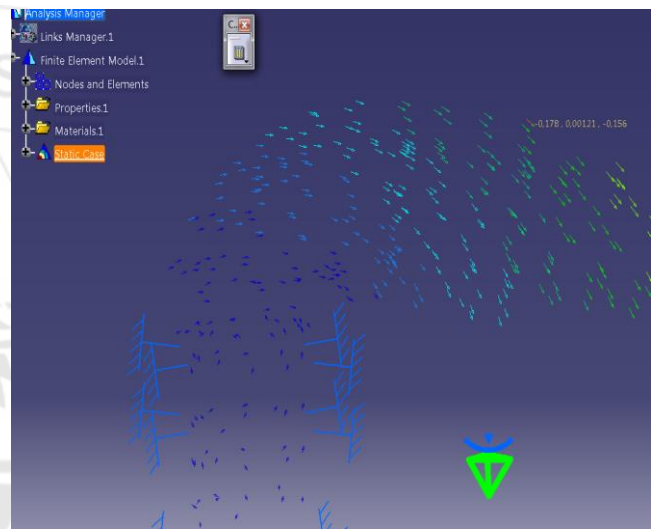 Analysis Manager
Links Manager.1
Finite Element Model.1
Nodes and Elements
Properties.1
Materials.1
Static Case
C...
-0.178 , 0.00121 , -0.156